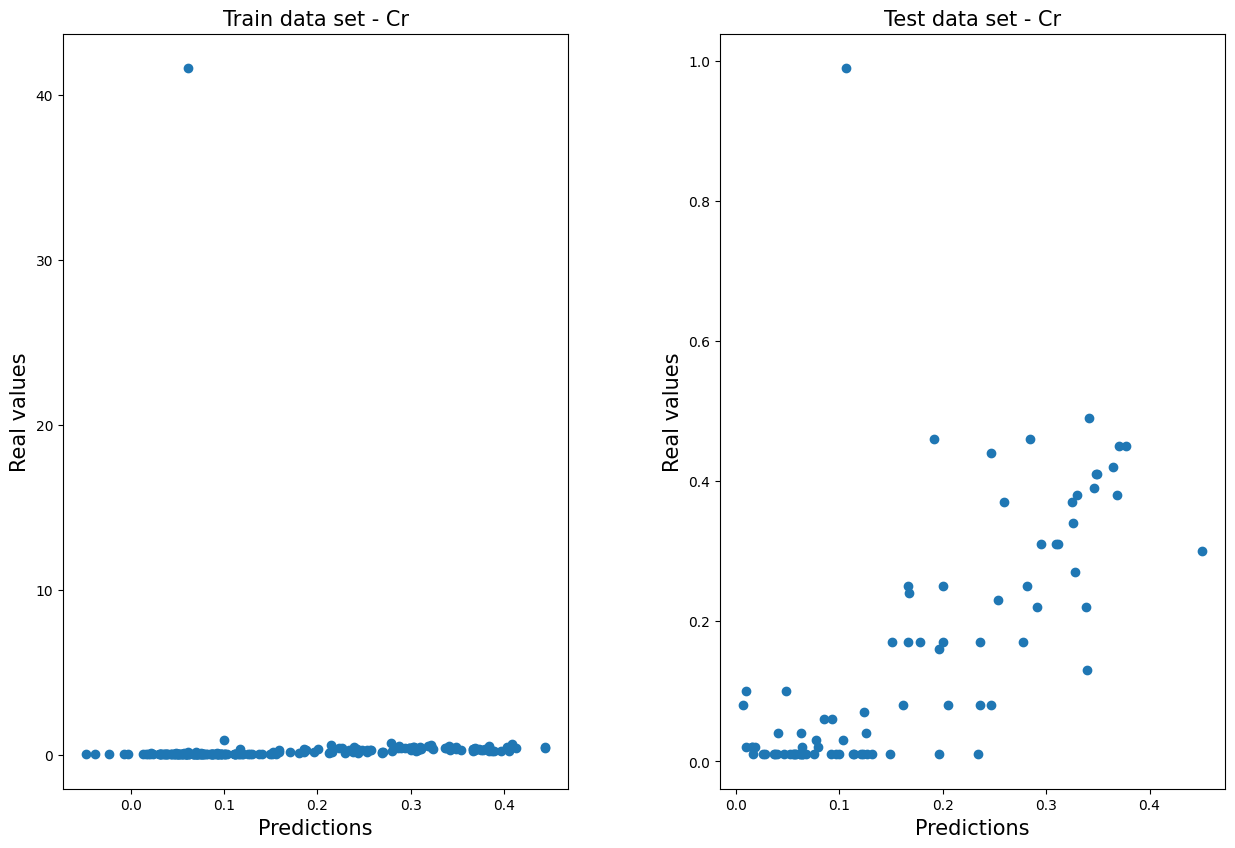 Train data set - Cr
40
30
20
10
0
0.0 0.1 0.2 0.3 0.4
Predictions
Real values
Test data set - Cr
1.0
0.8
0.6
0.4
0.2
0.0
0.0 0.1 0.2 0.3 0.4
Predictions
Real values